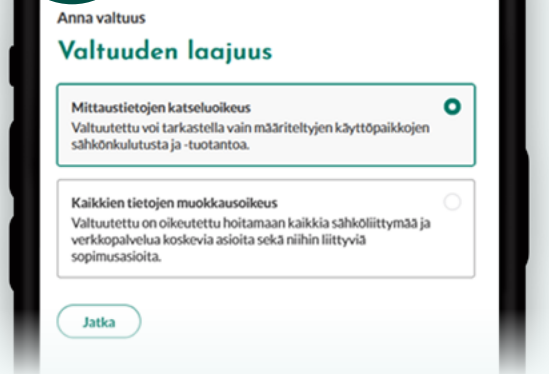 Anna valtuus
Valtuuden laajuus
Mittaustietojen katseluoikeus
Valtuutettu voi tarkastella vain määriteltyjen käyttöpaikkojen
sähkönkulutusta ja -tuotantoa.
Kaikkien tietojen muokkausoikeus
Valtuutettu on oikeutettu hoitamaan kaikkia sähköliittymää ja
verkkopalvelua koskevia asioita sekä niihin liittyviä
sopimusasioita.
Jatka